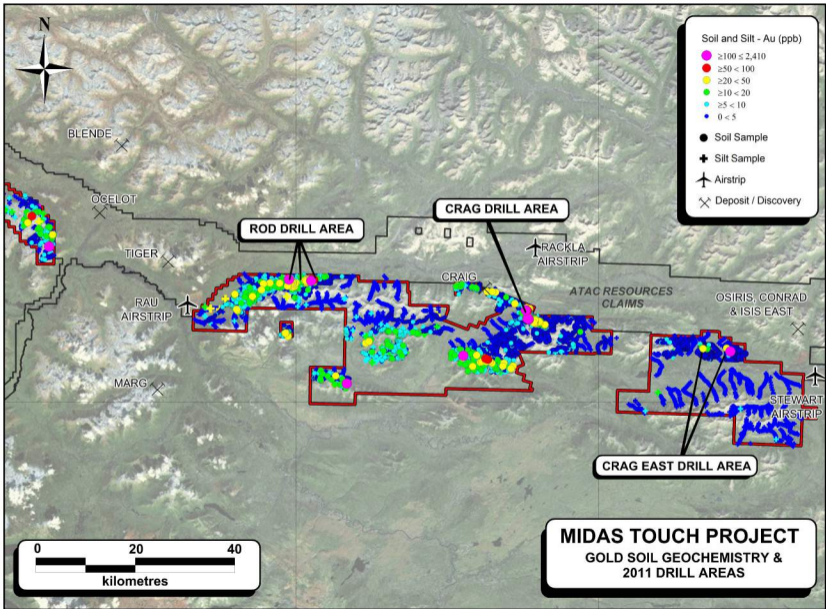 N
Soil and Silt - Au (ppb)
≥100 ≤ 2,410
≥50 < 100
≥20 < 50
≥10 < 20
≥5 < 10
0 < 5
Soil Sample
Silt Sample
Airstrip
Deposit / Discovery
BLENDE
OCELOT
CRAG DRILL AREA
ROD DRILL AREA
TIGER
RACKLA
AIRSTRIP
CRAIG
ATAC RESOURCES
CLAIMS
RAU
AIRSTRIP
OSIRIS, CONRAD
& ISIS EAST
MARG
STEWART
AIRSTRIP
CRAG EAST DRILL AREA
MIDAS TOUCH PROJECT
GOLD SOIL GEOCHEMISTRY &
2011 DRILL AREAS
0 20 40
kilometres